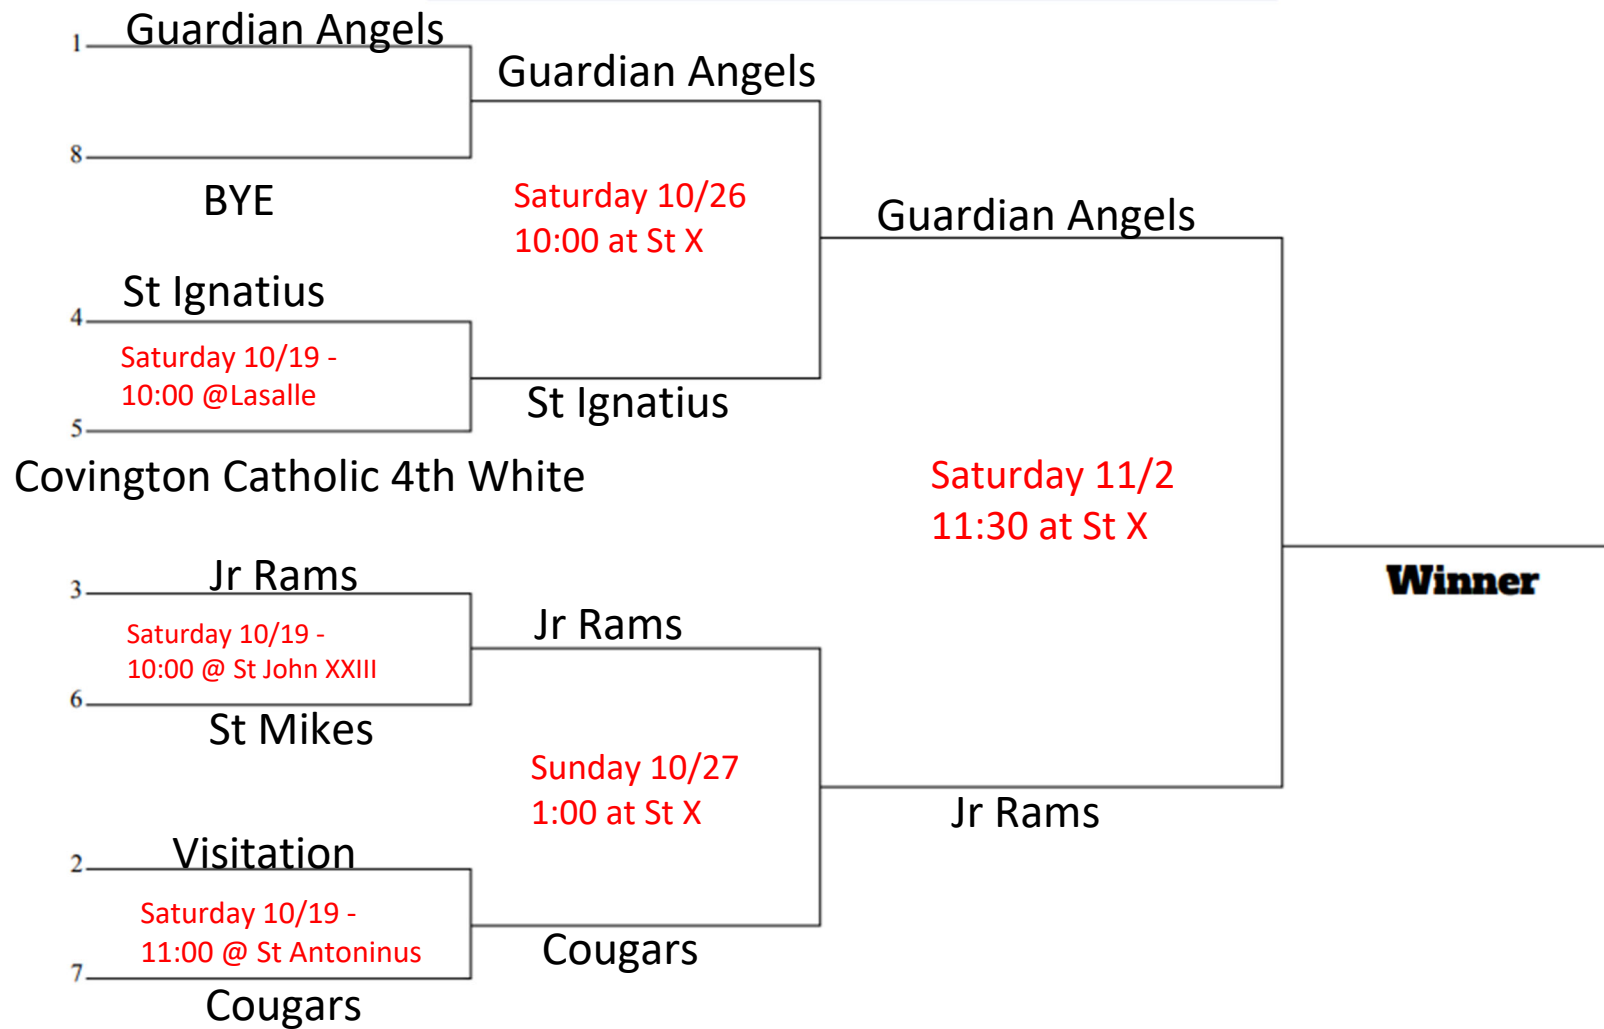 1 Guardian Angels
Guardian Angels
8
BYE
Saturday 10/26
10:00 at St X
Guardian Angels
St Ignatius
4
Saturday 10/19 -
10:00 @Lasalle
St Ignatius
5
Covington Catholic 4th White
Saturday 11/2
11:30 at St X
Winner
Jr Rams
3
Saturday 10/19 -
10:00 @ St John XXIII
Jr Rams
6
St Mikes
Sunday 10/27
1:00 at St X
Jr Rams
Visitation
2
Saturday 10/19 -
11:00 @ St Antoninus
Cougars
7
Cougars